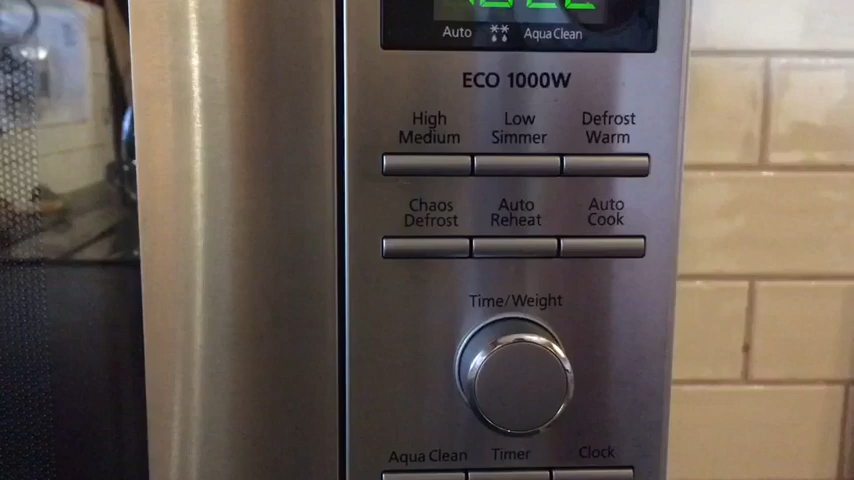 Auto Aqua Clean
ECO 1000W
High Low Defrost
Medium Simmer Warm
Chaos Auto Auto
Defrost Reheat Cook
Time/Weight
Aqua Clean Timer Clock